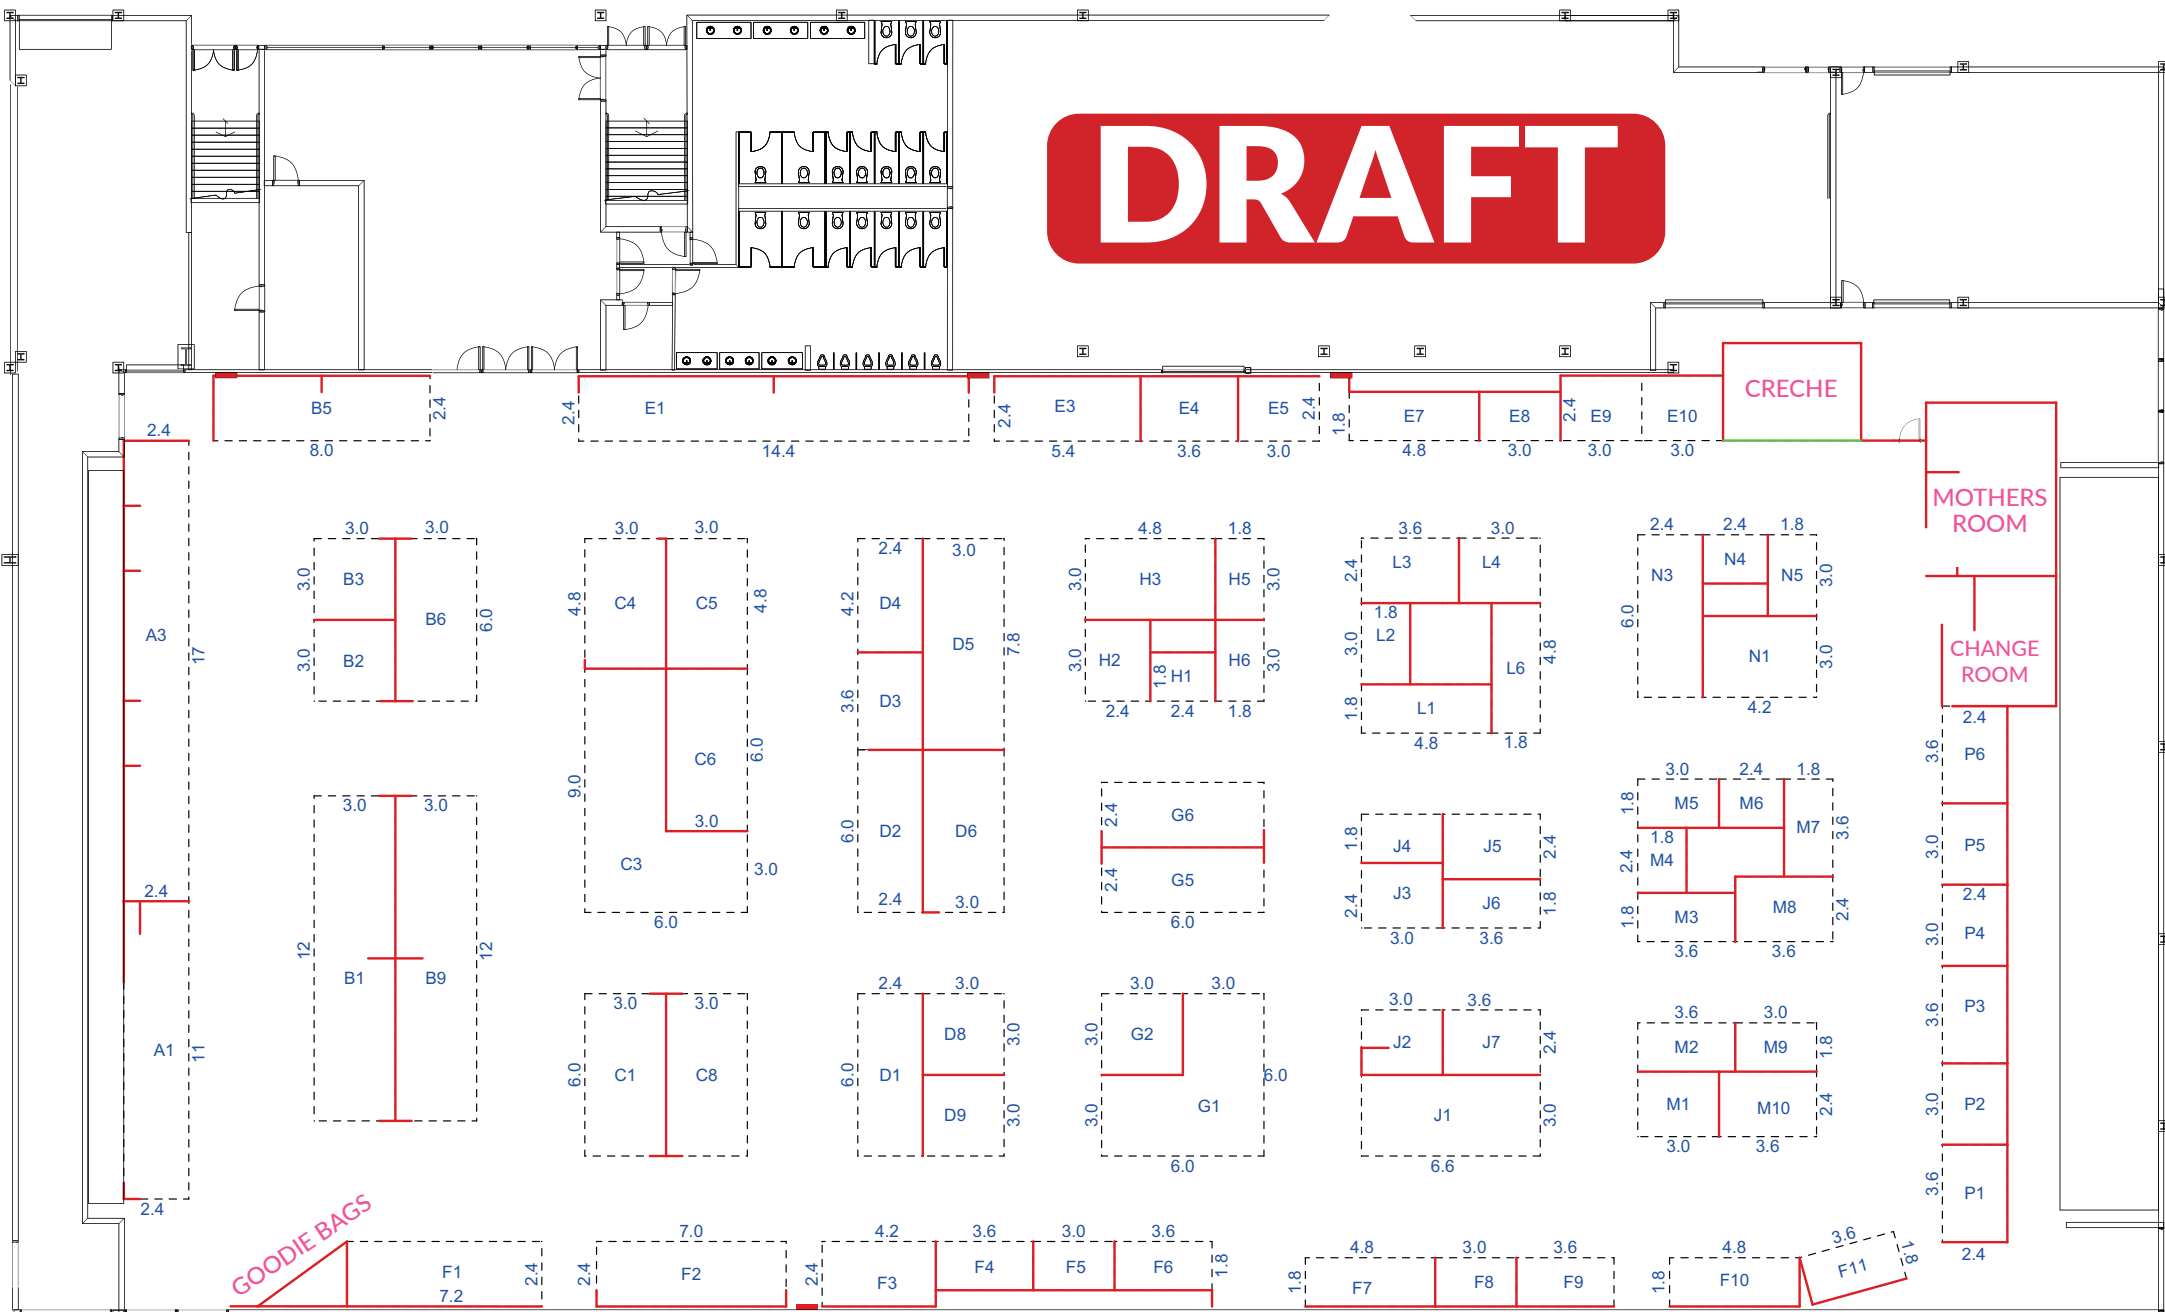 DRAFT
CRECHE
B5
2.4
8.0
2.4
E1
14.4
2.4
E3
5.4
E4
3.6
E5
2.4
3.0
1.8
E7
4.8
E8
3.0
2.4
E9
3.0
E10
3.0
MOTHERS
ROOM
CHANGE
ROOM
2.4
A3
17
2.4
A1
11
2.4
3.0
3.0
3.0
B3
B6
6.0
3.0
B2
3.0
3.0
12
B1
B9
12
3.0
3.0
4.8
C4
C5
4.8
C6
6.0
9.0
3.0
C3
3.0
6.0
3.0
3.0
6.0
C1
C8
2.4
3.0
4.2
D4
D5
7.8
3.6
D3
6.0
D2
D6
2.4
3.0
2.4
3.0
D8
3.0
6.0
D1
D9
3.0
4.8
1.8
3.0
H3
H5
3.0
3.0
H2
1.8
H1
H6
3.0
2.4
2.4
1.8
2.4
G6
2.4
G5
6.0
3.0
3.0
3.0
G2
6.0
3.0
G1
6.0
3.6
3.0
2.4
L3
L4
1.8
3.0
L2
L6
4.8
1.8
L1
4.8
1.8
1.8
J4
J5
2.4
2.4
J3
J6
1.8
3.0
3.6
3.0
3.6
J2
J7
2.4
J1
3.0
6.6
2.4
2.4
1.8
N3
N4
N5
3.0
6.0
N1
3.0
4.2
3.0
2.4
1.8
1.8
M5
M6
M7
3.6
1.8
2.4
M4
1.8
M3
M8
2.4
3.6
3.6
3.6
3.0
M2
M9
1.8
M1
M10
2.4
3.0
3.6
2.4
3.6
P6
3.0
P5
2.4
3.0
P4
3.6
P3
3.0
P2
3.6
P1
2.4
GOODIE BAGS
F1
7.2
2.4
7.0
2.4
F2
4.2
2.4
F3
3.6
F4
3.0
F5
3.6
F6
1.8
4.8
1.8
F7
3.0
F8
3.6
F9
4.8
1.8
F10
3.6
F11
1.8